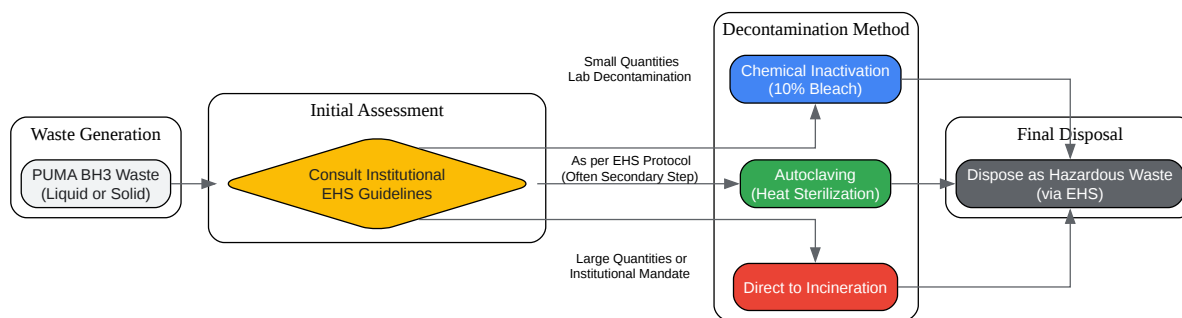 Waste Generation
PUMA BH3 Waste
(Liquid or Solid)
Initial Assessment
Consult Institutional
EHS Guidelines
Small Quantities
Lab Decontamination
As per EHS Protocol
(Often Secondary Step)
Large Quantities or
Institutional Mandate
Decontamination Method
Chemical Inactivation
(10% Bleach)
Autoclaving
(Heat Sterilization)
Direct to Incineration
Final Disposal
Dispose as Hazardous Waste
(via EHS)